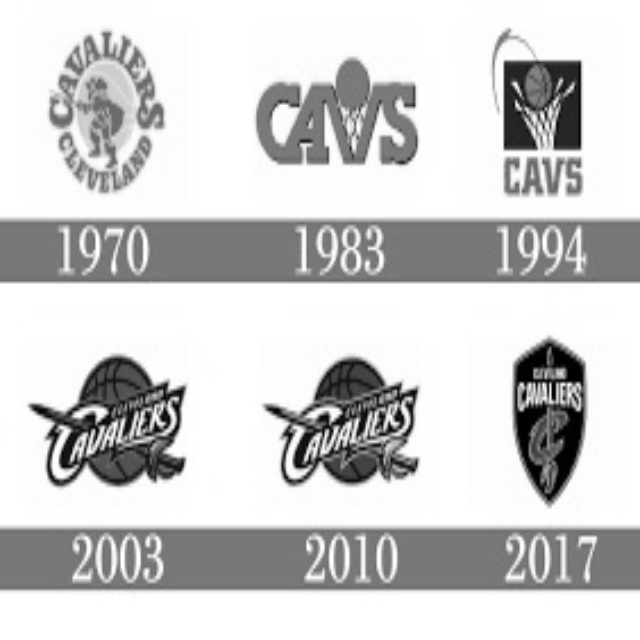 CAVALIERS
CLEVELAND
CAVS
CAVS
1970 1983 1994
CLEVELAND
CAVALIERS
CLEVELAND
CAVALIERS
CLEVELAND
CAVALIERS
2003 2010 2017